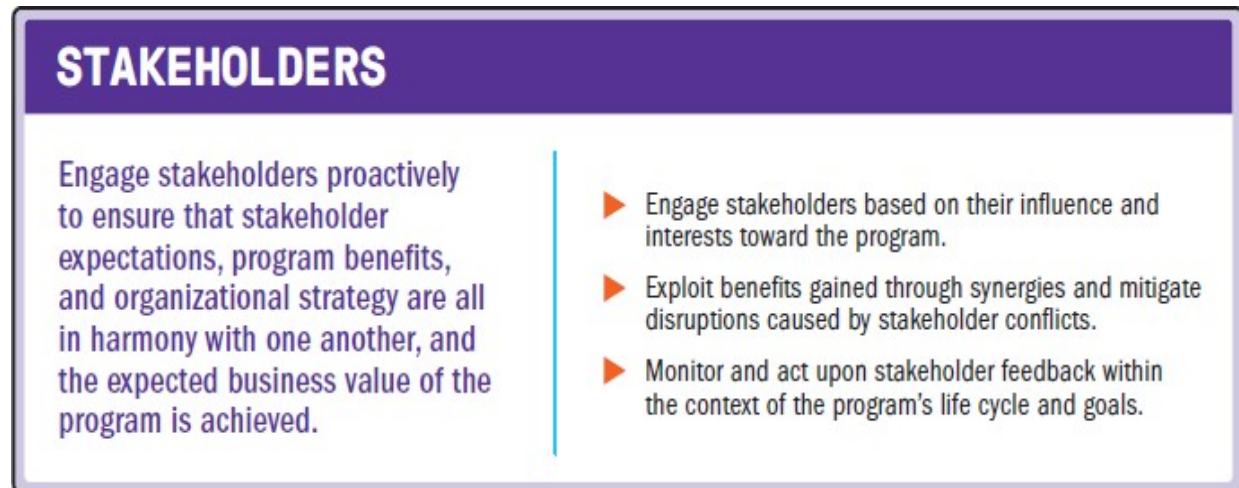 STAKEHOLDERS
Engage stakeholders proactively
to ensure that stakeholder
expectations, program benefits,
and organizational strategy are all
in harmony with one another, and
the expected business value of the
program is achieved.
Engage stakeholders based on their influence and
interests toward the program.
Exploit benefits gained through synergies and mitigate
disruptions caused by stakeholder conflicts.
Monitor and act upon stakeholder feedback within
the context of the program's life cycle and goals.